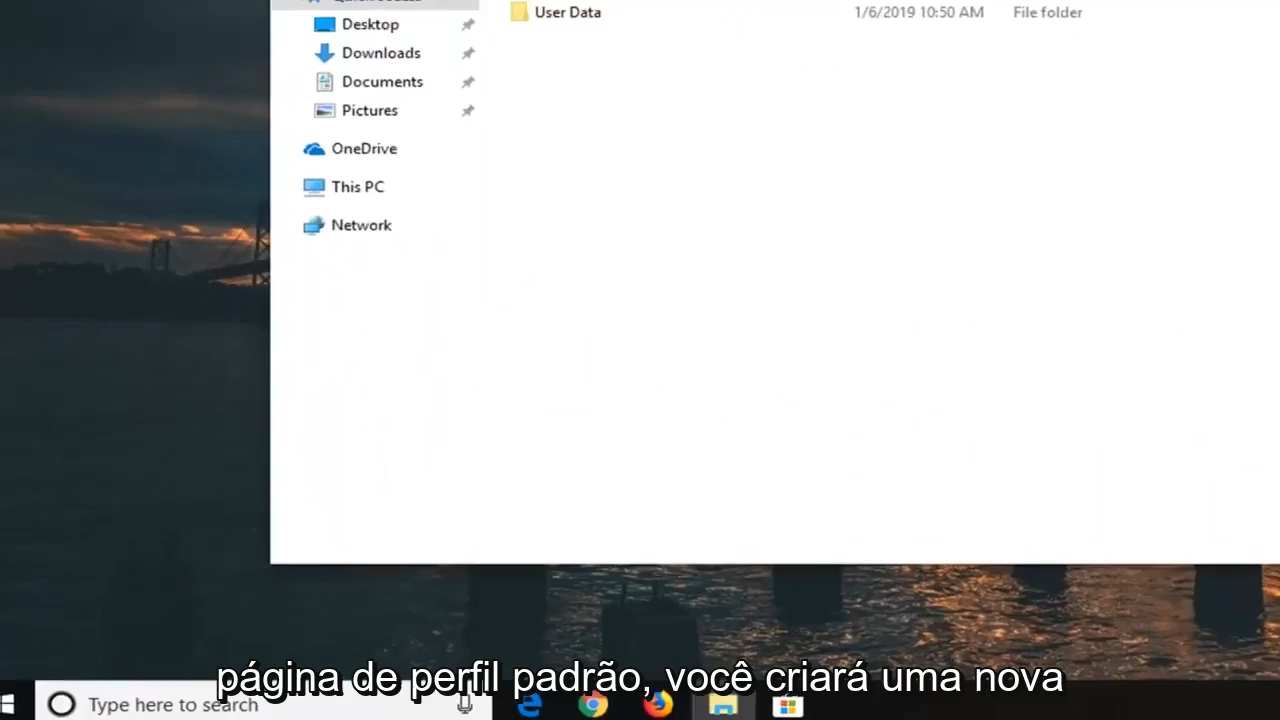 User Data 1/6/2019 10:50 AM File folder
Desktop
Downloads
Documents
Pictures
OneDrive
This PC
Network
página de perfil padrão, você criará uma nova
Type here to search